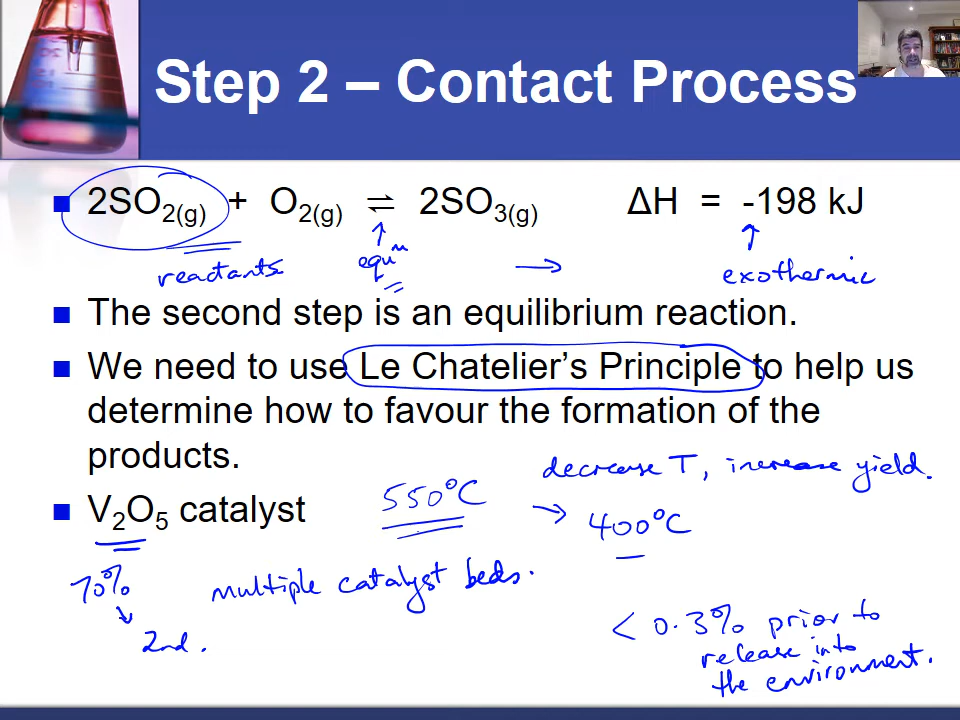 Step 2 – Contact Process
2SO2(g) + O2(g) ⇌ 2SO3(g) ΔH = -198 kJ
reactants equm → exothermic
The second step is an equilibrium reaction.
We need to use Le Chatelier’s Principle to help us
determine how to favour the formation of the
products.
decrease T, increase yield.
V2O5 catalyst 550°C → 400°C
70% multiple catalyst beds.
2nd.
< 0.3% prior to
release into
the environment.